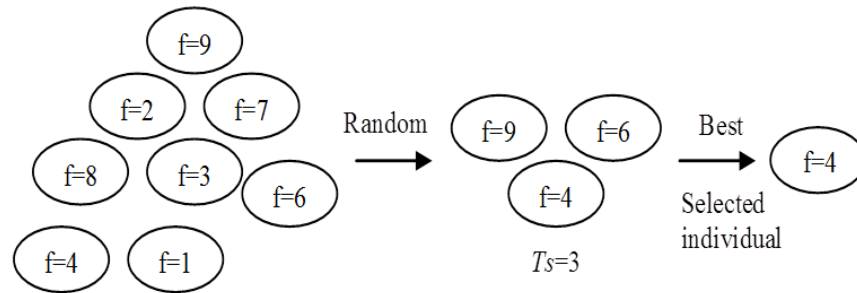 f=9
f=2
f=7
f=8
f=3
f=6
f=4
f=1
Random
f=9
f=6
f=4
Ts=3
Best
Selected
individual
f=4